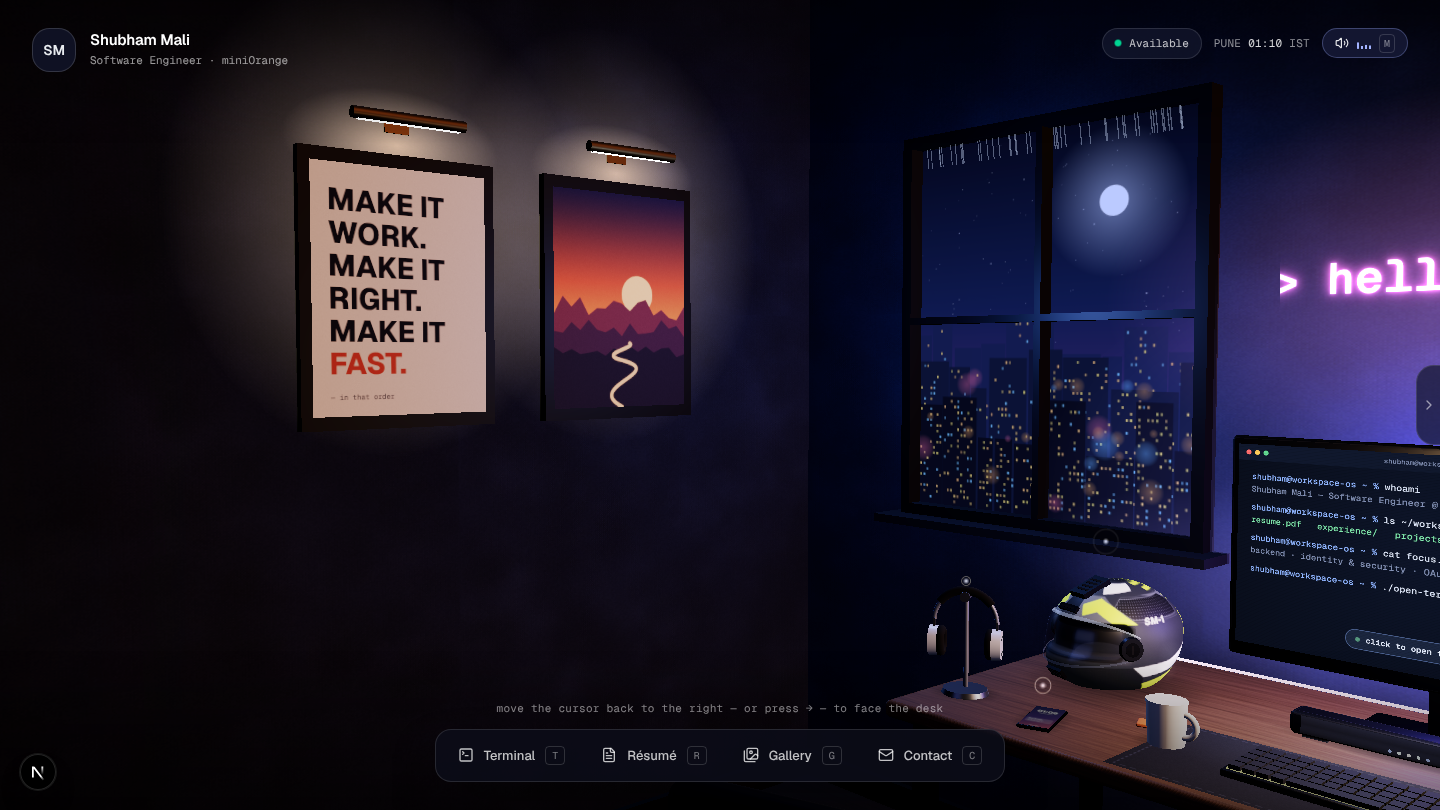 SM
Shubham Mali
Software Engineer · miniOrange
Available
PUNE 01:10 IST
M
MAKE IT
WORK.
MAKE IT
RIGHT.
MAKE IT
FAST.
— in that order
> hell
shubham@works
shubham@workspace-os ~ % whoami
Shubham Mali — Software Engineer @
shubham@workspace-os ~ % ls ~/works
resume.pdf experience/ projects
shubham@workspace-os ~ % cat focus.
backend · identity & security · OAu
shubham@workspace-os ~ % ./open-ter
click to open t
move the cursor back to the right — or press → — to face the desk
Terminal T
Résumé R
Gallery G
Contact C
N